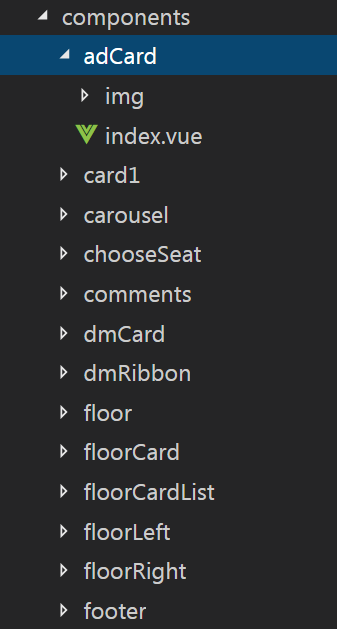 components
adCard
img
index.vue
card1
carousel
chooseSeat
comments
dmCard
dmRibbon
floor
floorCard
floorCardList
floorLeft
floorRight
footer